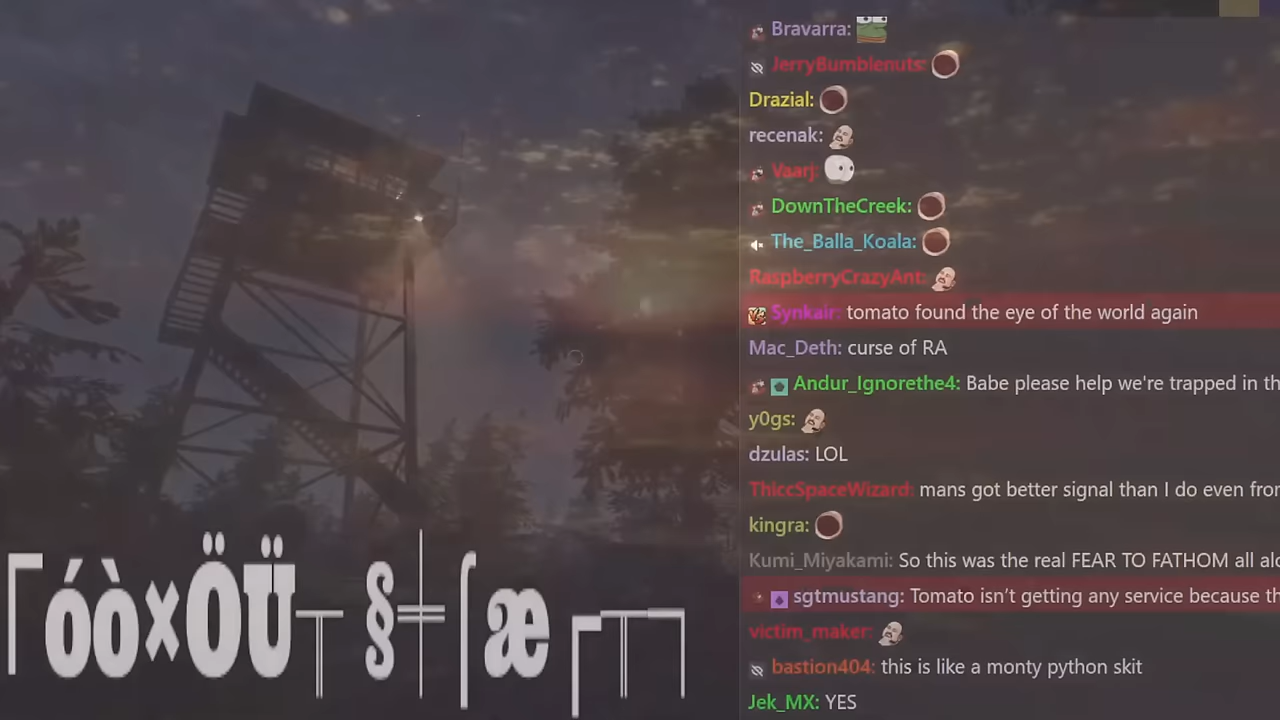 Bravarra:
JerryBumblenuts:
Drazial:
recenak:
Vaarj:
DownTheCreek:
The_Balla_Koala:
RaspberryCrazyAnt:
Synkair: tomato found the eye of the world again
Mac_Deth: curse of RA
Andur_Ignorethe4: Babe please help we're trapped in th
y0gs:
dzulas: LOL
ThiccSpaceWizard: mans got better signal than I do even fror
kingra:
Kumi_Miyakami: So this was the real FEAR TO FATHOM all alo
sgtmustang: Tomato isn’t getting any service because th
victim_maker:
bastion404: this is like a monty python skit
Jek_MX: YES
┌óò×ÖÜ╥ §╪⌠æ╓╥╖